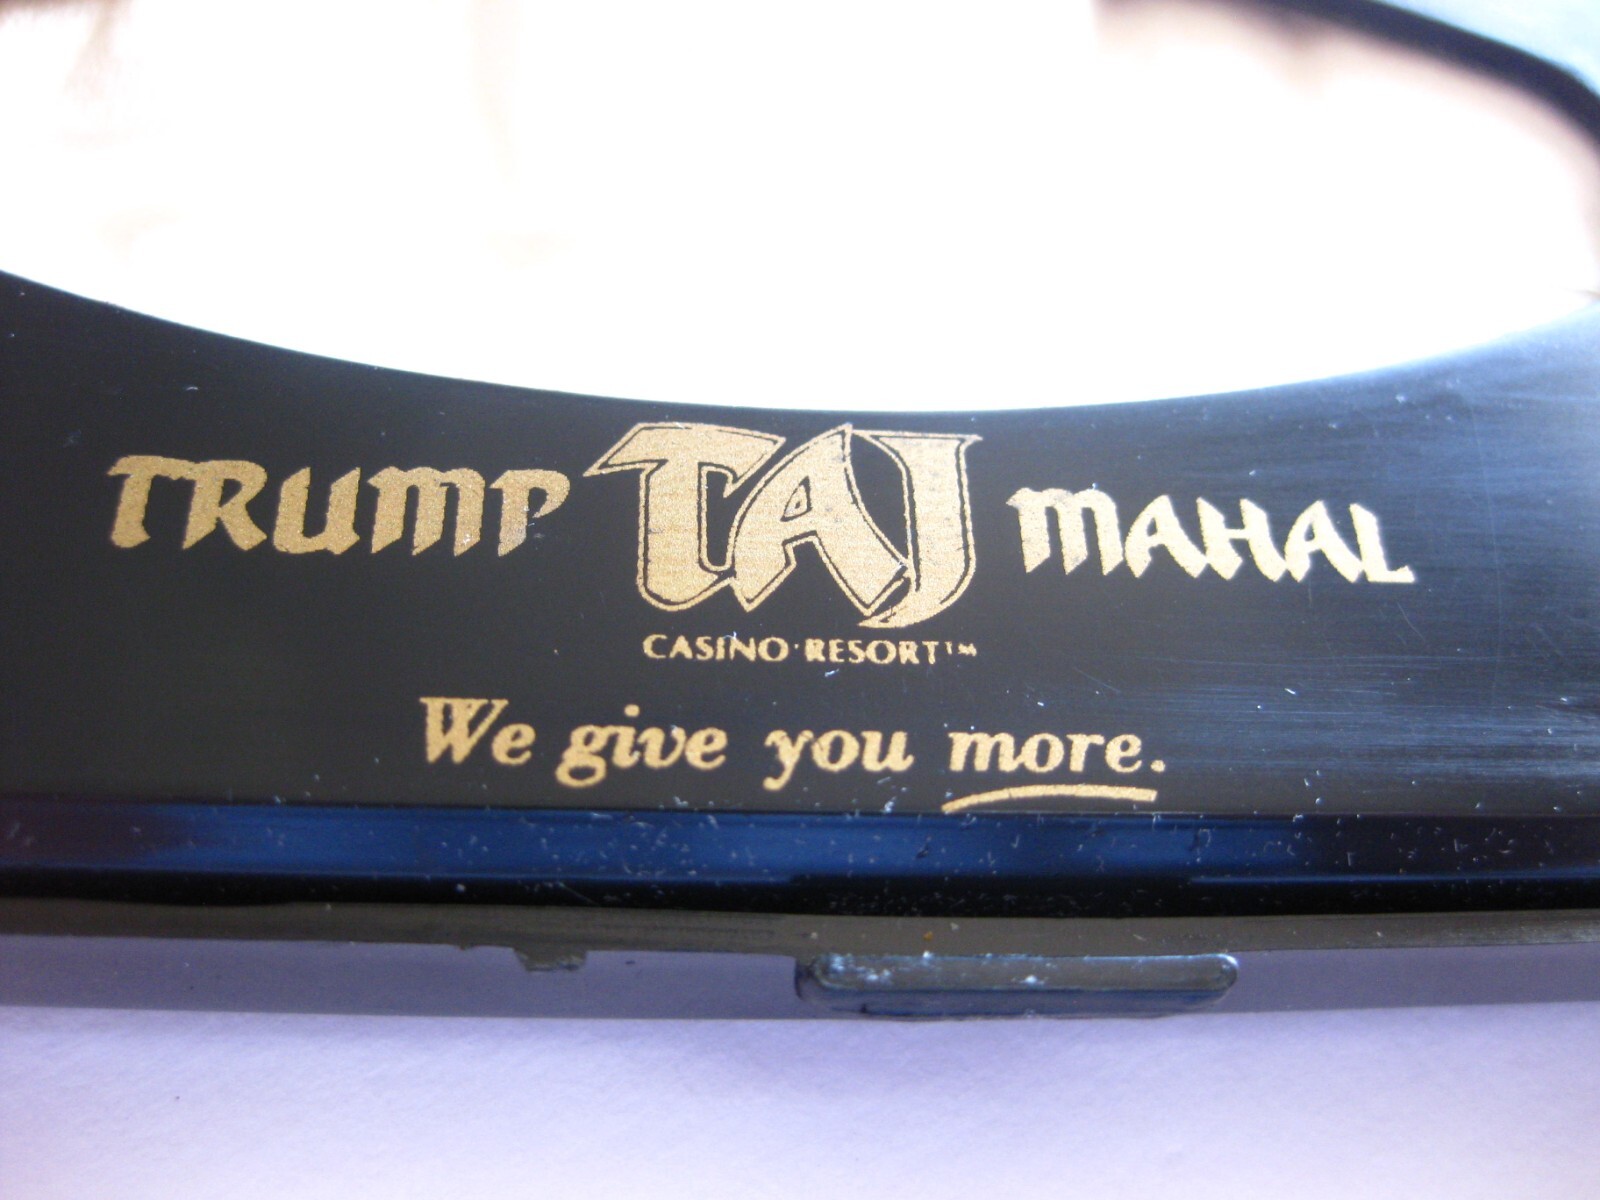 TRUMP TAJ MAHAL
CASINO·RESORT™
We give you more.